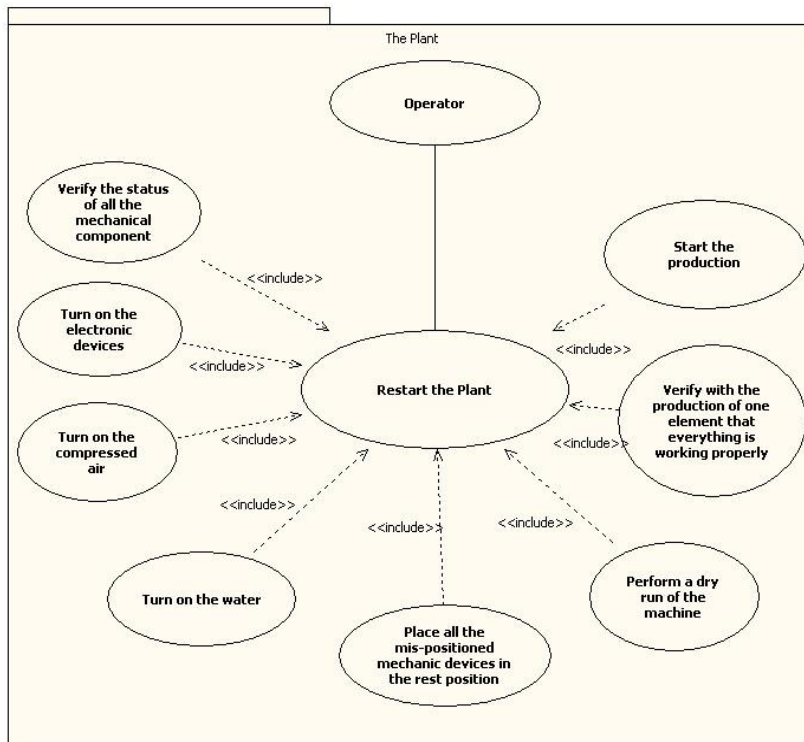 The Plant
Operator
Verify the status
of all the
mechanical
component
<<include>>
Start the
production
Turn on the
electronic
devices
<<include>>
<<include>>
Restart the Plant
Verify with the
production of one
element that
everything is
working properly
Turn on the
compressed
air
<<include>>
<<include>>
<<include>>
<<include>>
<<include>>
Turn on the water
Place all the
mis-positioned
mechanic devices in
the rest position
Perform a dry
run of the
machine